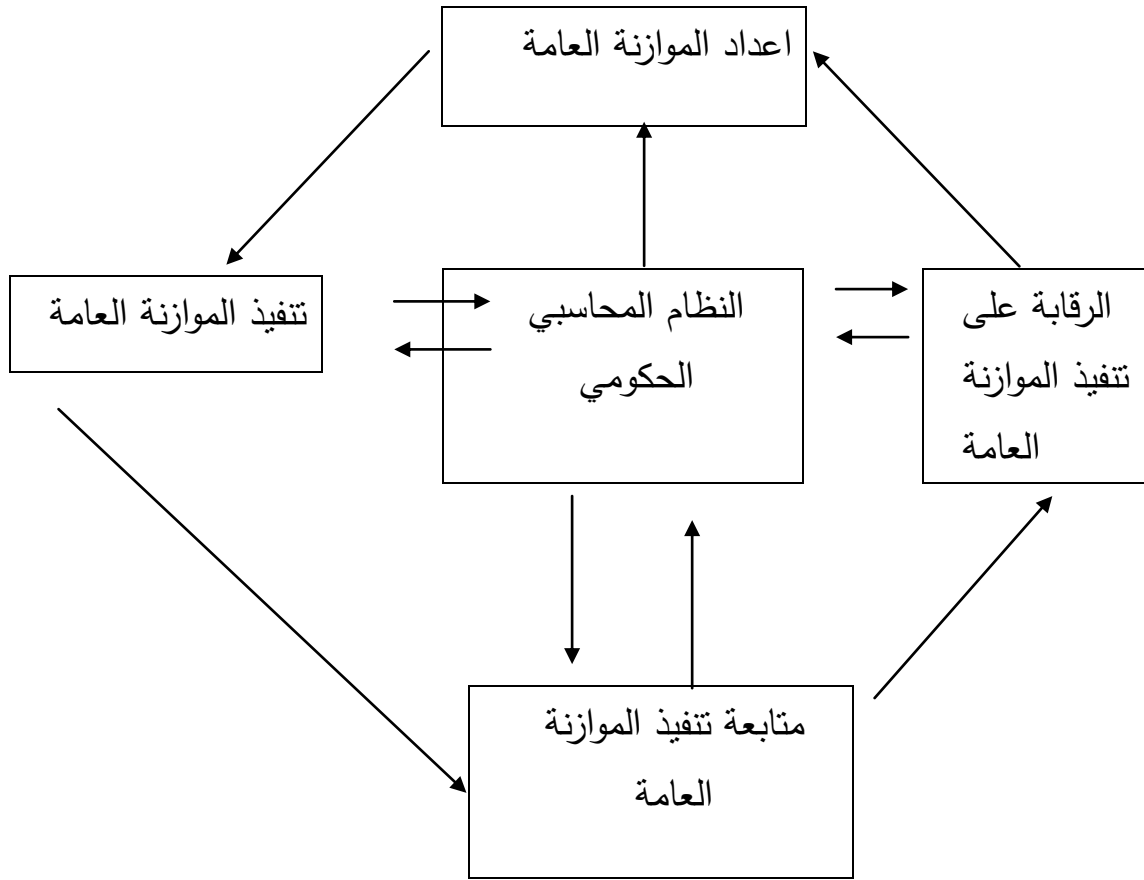 اعداد الموازنة العامة
الرقابة على
تنفيذ الموازنة
العامة
النظام المحاسبي
الحكومي
تنفيذ الموازنة العامة
متابعة تنفيذ الموازنة
العامة